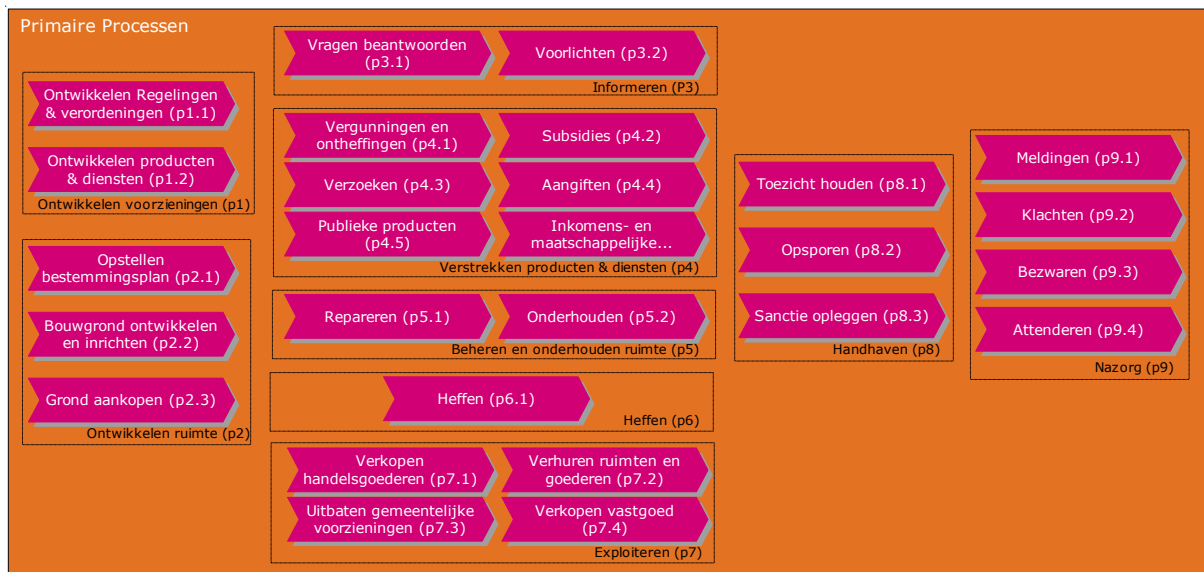 Primaire Processen
Ontwikkelen Regelingen
& verordeningen (p1.1)
Ontwikkelen producten
& diensten (p1.2)
Ontwikkelen voorzieningen (p1)
Opstellen
bestemmingsplan (p2.1)
Bouwgrond ontwikkelen
en inrichten (p2.2)
Grond aankopen (p2.3)
Ontwikkelen ruimte (p2)
Vragen beantwoorden
(p3.1)
Voorlichten (p3.2)
Informeren (P3)
Vergunningen en
ontheffingen (p4.1)
Subsidies (p4.2)
Verzoeken (p4.3)
Aangiften (p4.4)
Publieke producten
(p4.5)
Inkomens- en
maatschappelijke...
Verstrekken producten & diensten (p4)
Repareren (p5.1)
Onderhouden (p5.2)
Beheren en onderhouden ruimte (p5)
Heffen (p6.1)
Heffen (p6)
Verkopen
handelsgoederen (p7.1)
Verhuren ruimten en
goederen (p7.2)
Uitbaten gemeentelijke
voorzieningen (p7.3)
Verkopen vastgoed
(p7.4)
Exploiteren (p7)
Toezicht houden (p8.1)
Opsporen (p8.2)
Sanctie opleggen (p8.3)
Handhaven (p8)
Meldingen (p9.1)
Klachten (p9.2)
Bezwaren (p9.3)
Attenderen (p9.4)
Nazorg (p9)